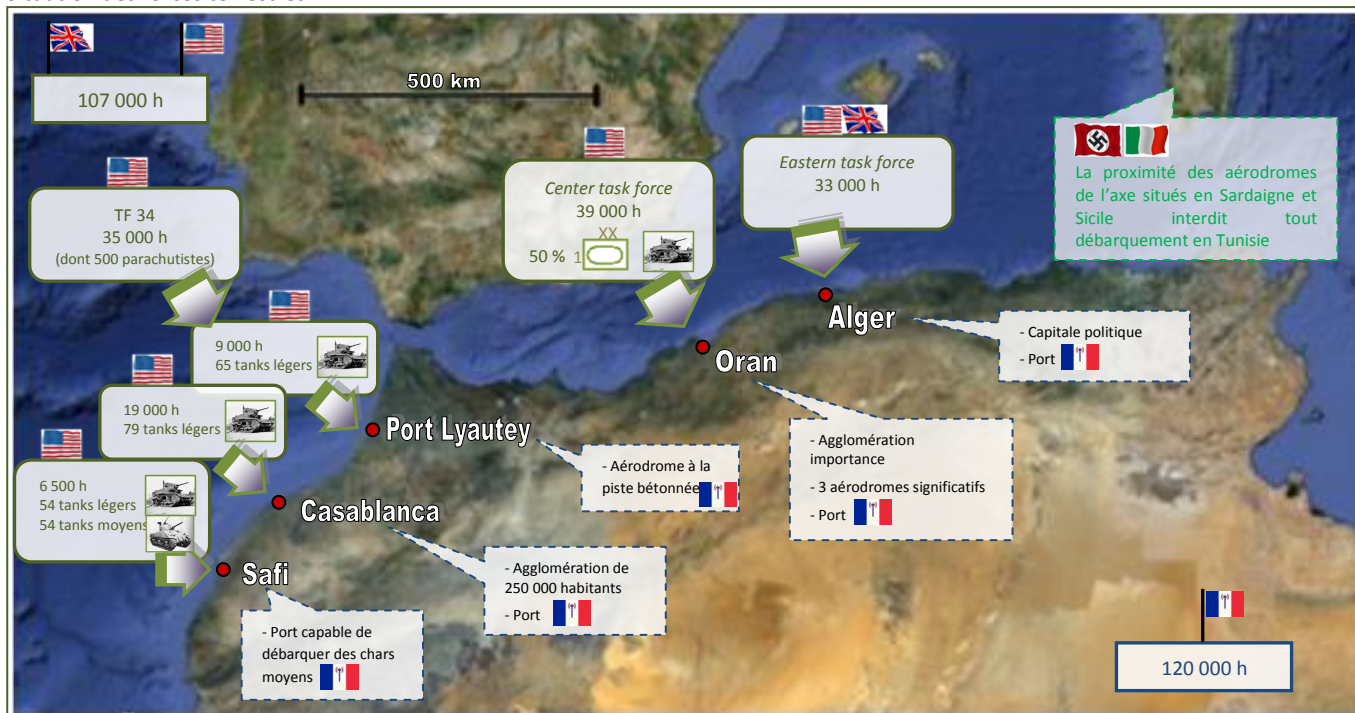 107 000 h
500 km
TF 34
35 000 h
(dont 500 parachutistes)
Center task force
39 000 h
XX
50 % 1
Eastern task force
33 000 h
La proximité des aérodromes
de l'axe situés en Sardaigne et
Sicile interdit tout
débarquement en Tunisie
9 000 h
65 tanks légers
19 000 h
79 tanks légers
6 500 h
54 tanks légers
54 tanks moyens
Alger
Oran
Port Lyautey
Casablanca
Safi
- Capitale politique
- Port
- Agglomération
importance
- 3 aérodromes significatifs
- Port
- Aérodrome à la
piste bétonnée
- Agglomération de
250 000 habitants
- Port
- Port capable de
débarquer des chars
moyens
120 000 h